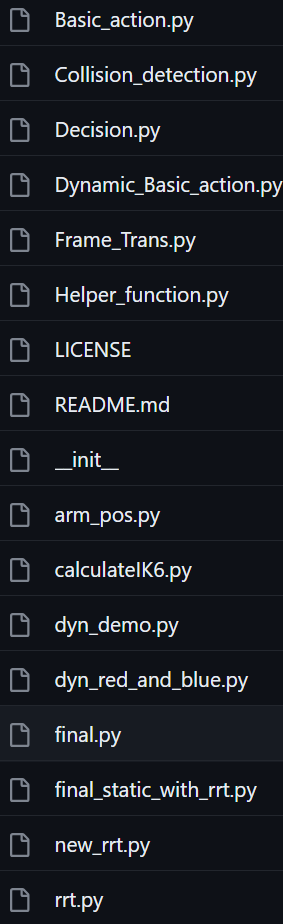 Basic_action.py
Collision_detection.py
Decision.py
Dynamic_Basic_action.py
Frame_Trans.py
Helper_function.py
LICENSE
README.md
__init__
arm_pos.py
calculateIK6.py
dyn_demo.py
dyn_red_and_blue.py
final.py
final_static_with_rrt.py
new_rrt.py
rrt.py